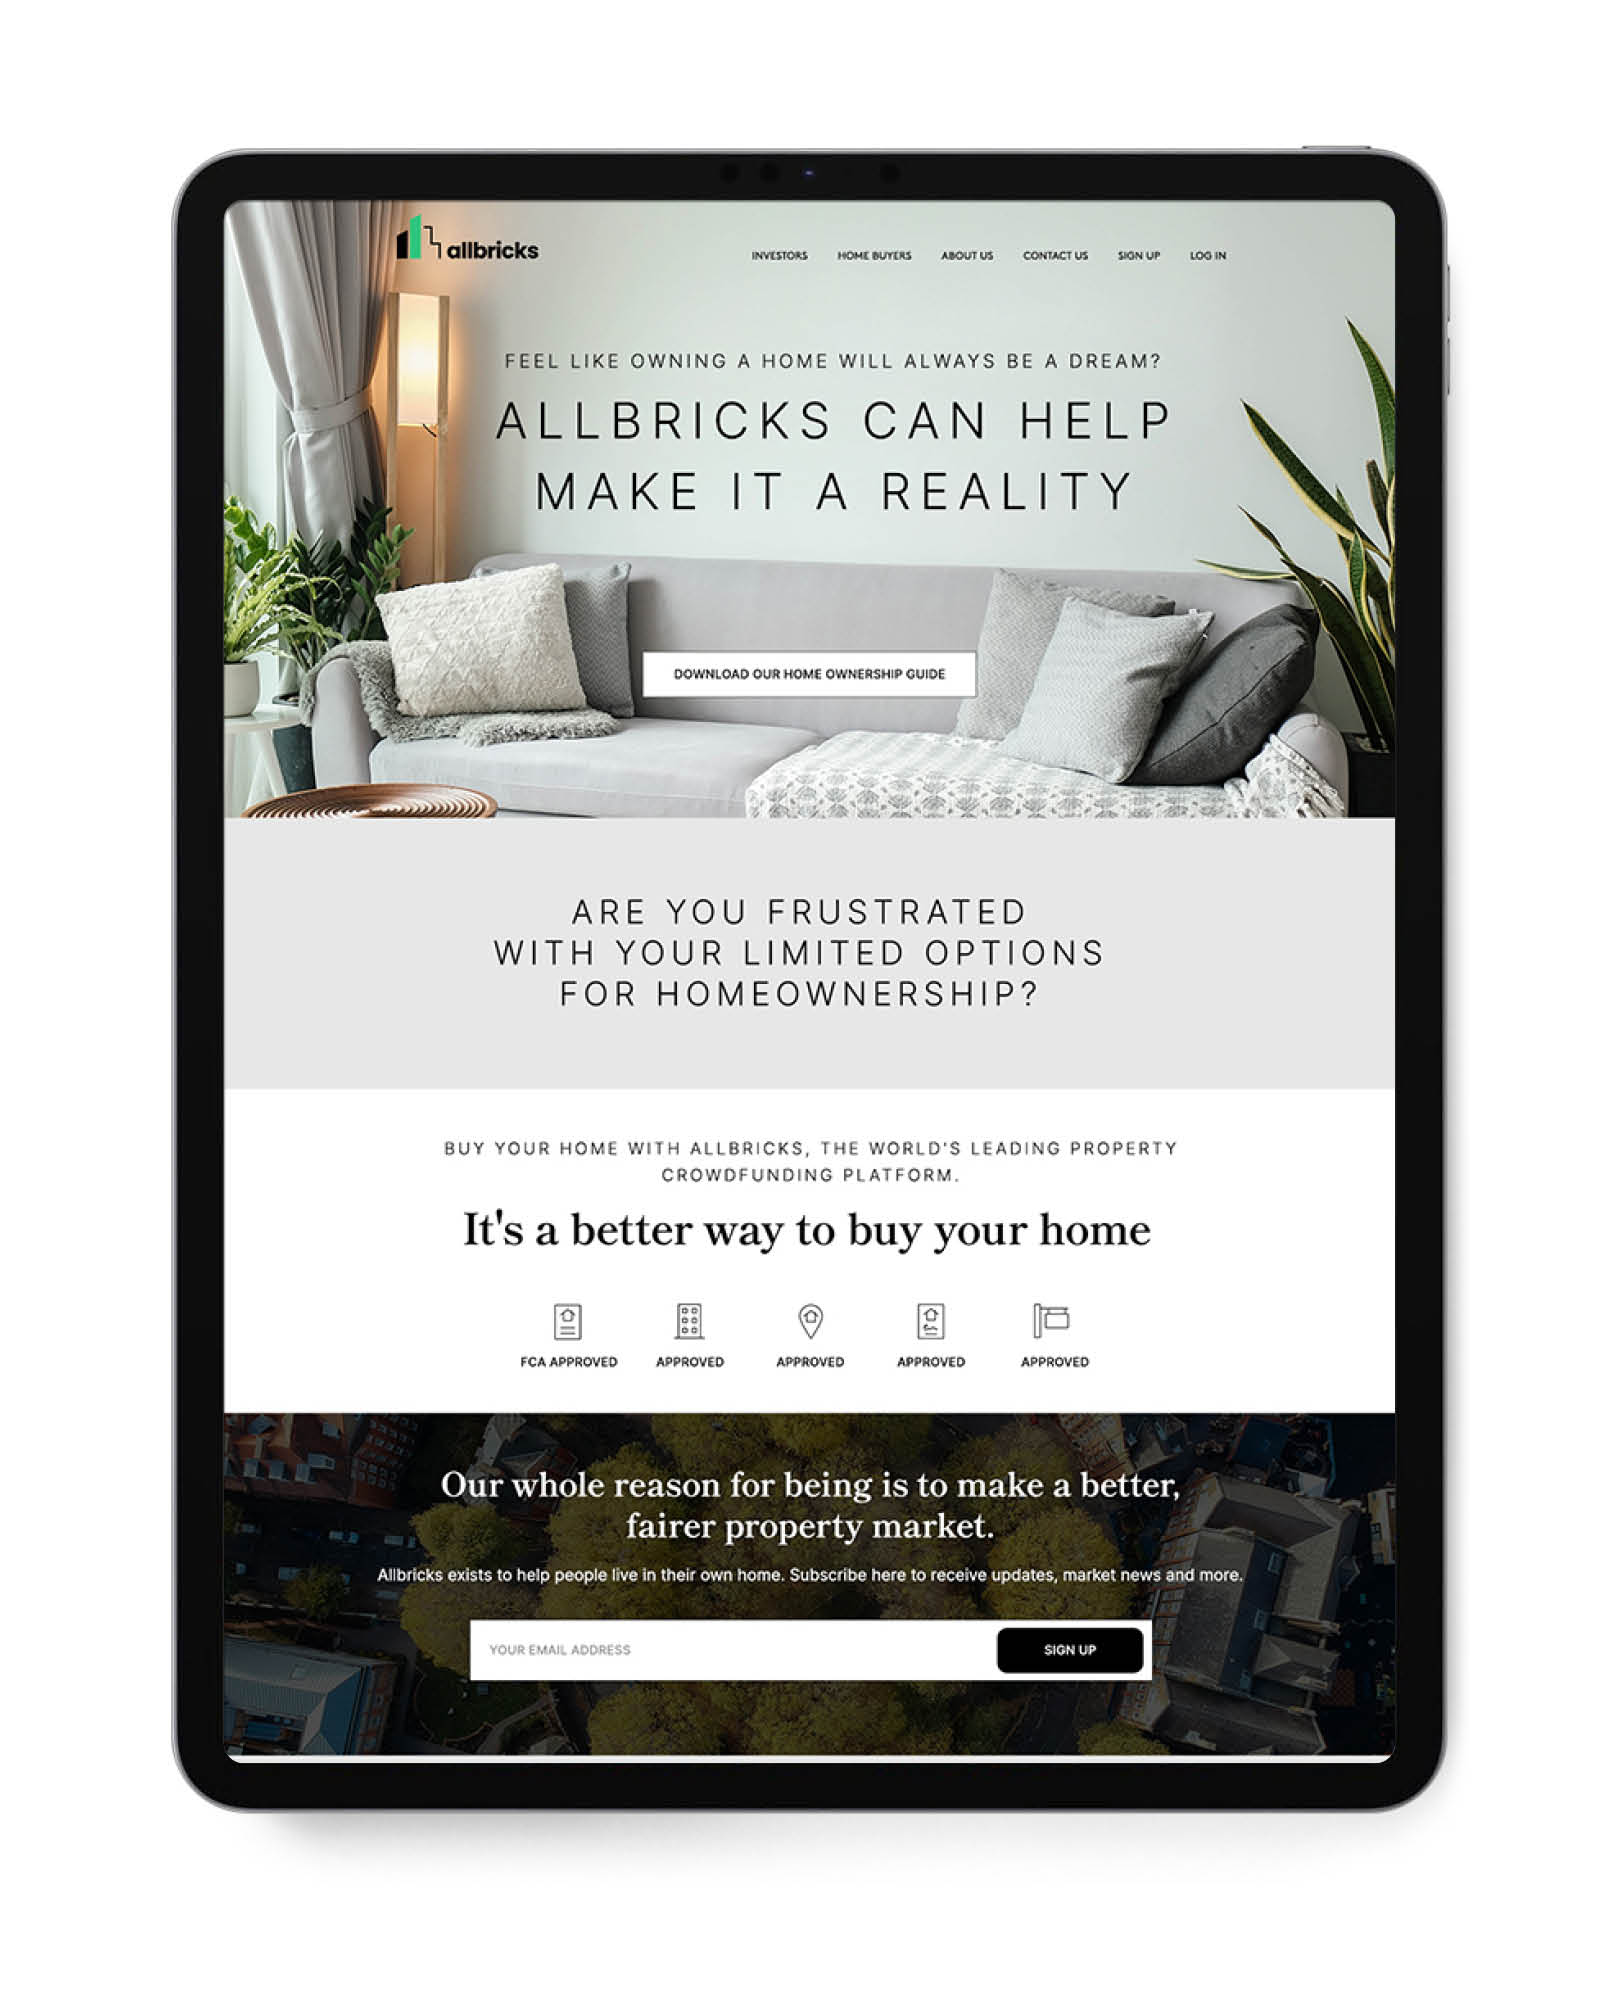 allbricks
INVESTORS HOME BUYERS ABOUT US CONTACT US SIGN UP LOG IN
FEEL LIKE OWNING A HOME WILL ALWAYS BE A DREAM?
ALLBRICKS CAN HELP
MAKE IT A REALITY
DOWNLOAD OUR HOME OWNERSHIP GUIDE
ARE YOU FRUSTRATED
WITH YOUR LIMITED OPTIONS
FOR HOMEOWNERSHIP?
BUY YOUR HOME WITH ALLBRICKS, THE WORLD'S LEADING PROPERTY
CROWDFUNDING PLATFORM.
It's a better way to buy your home
FCA APPROVED APPROVED APPROVED APPROVED APPROVED
Our whole reason for being is to make a better,
fairer property market.
Allbricks exists to help people live in their own home. Subscribe here to receive updates, market news and more.
YOUR EMAIL ADDRESS SIGN UP